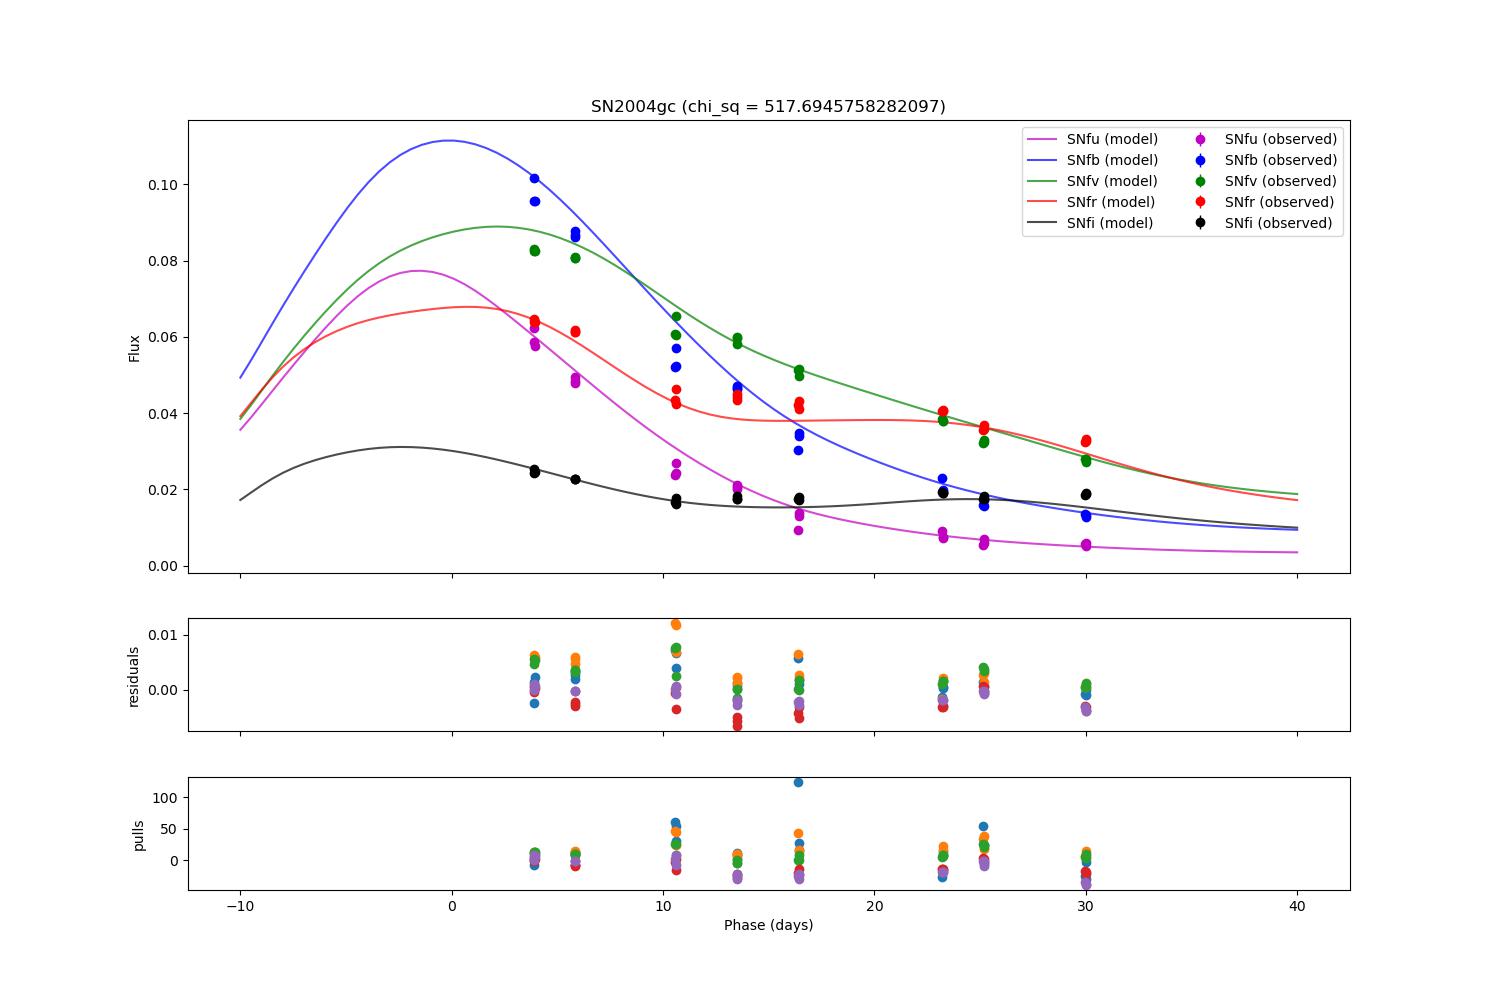 SN2004gc (chi_sq = 517.6945758282097)
SNfu (model) SNfu (observed)
SNfb (model) SNfb (observed)
SNfv (model) SNfv (observed)
SNfr (model) SNfr (observed)
SNfi (model) SNfi (observed)
0.10
0.08
0.06
0.04
0.02
0.00
Flux
0.01
0.00
residuals
100
50
0
pulls
−10 0 10 20 30 40
Phase (days)